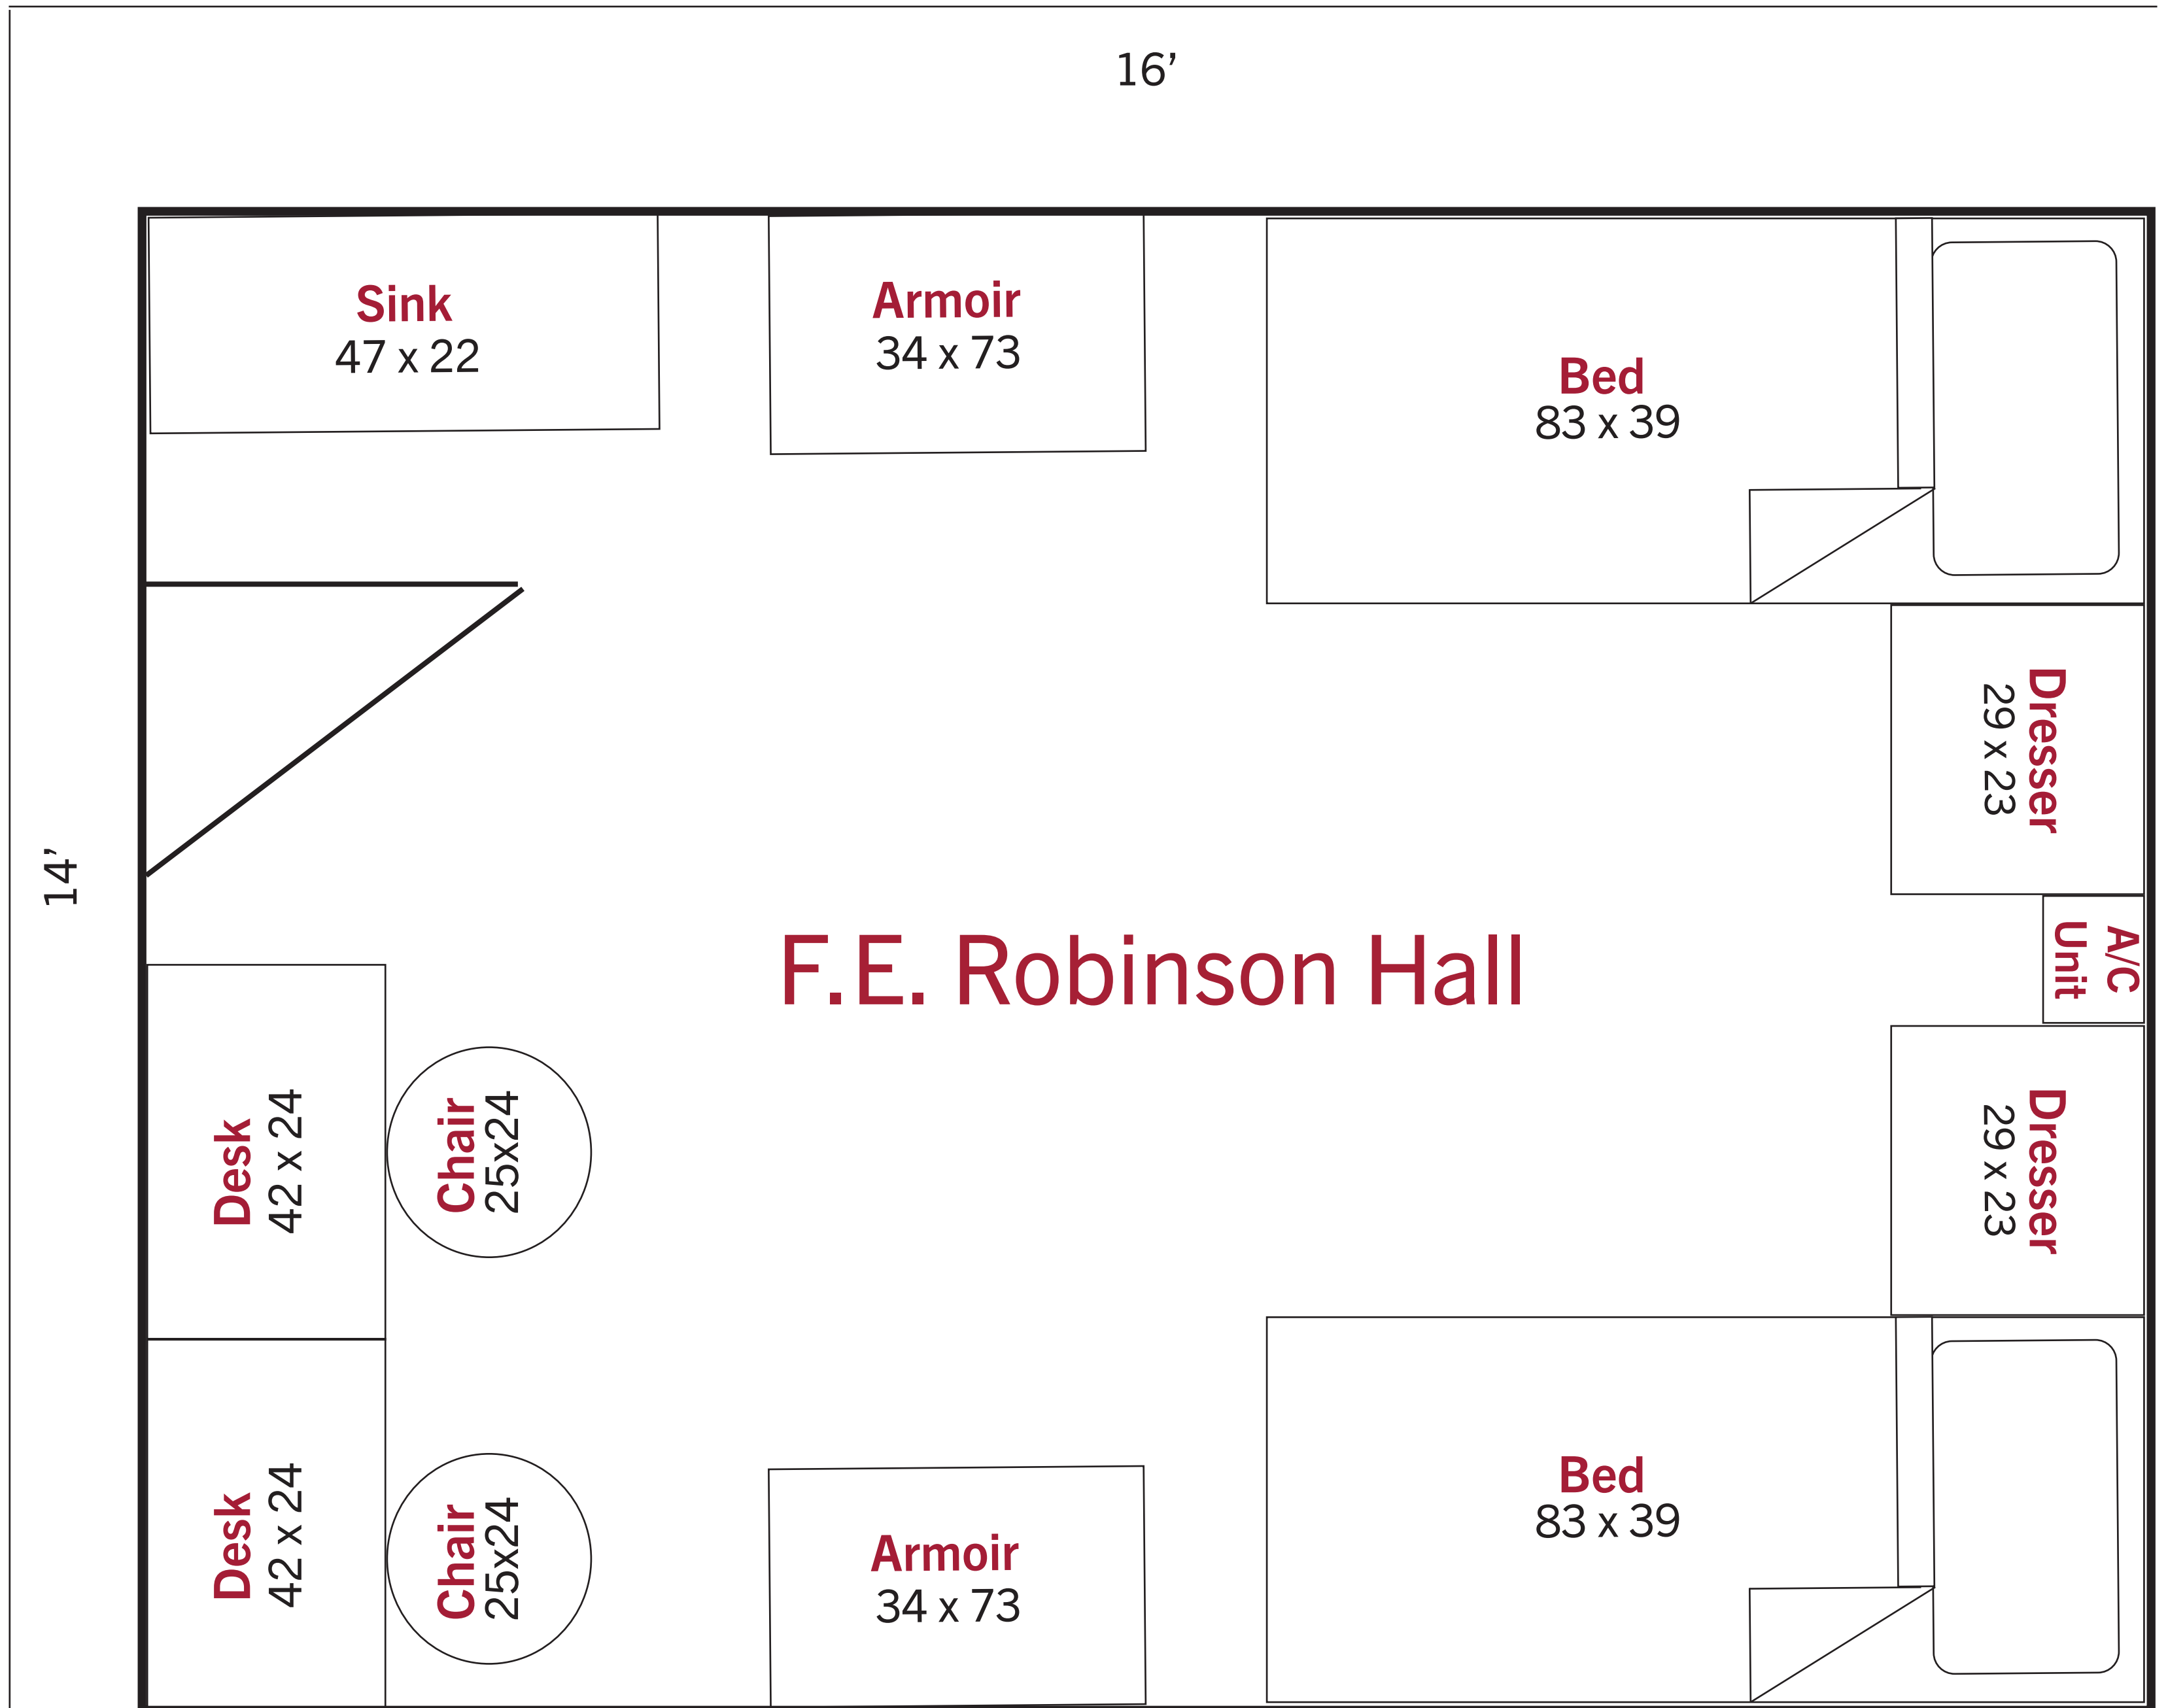 16’
Sink
47 x 22
Armoir
34 x 73
Bed
83 x 39
14’
Dresser
29 x 23
F.E. Robinson Hall
A/C
Unit
Desk
42 x 24
Chair
25x24
Dresser
29 x 23
Desk
42 x 24
Chair
25x24
Armoir
34 x 73
Bed
83 x 39